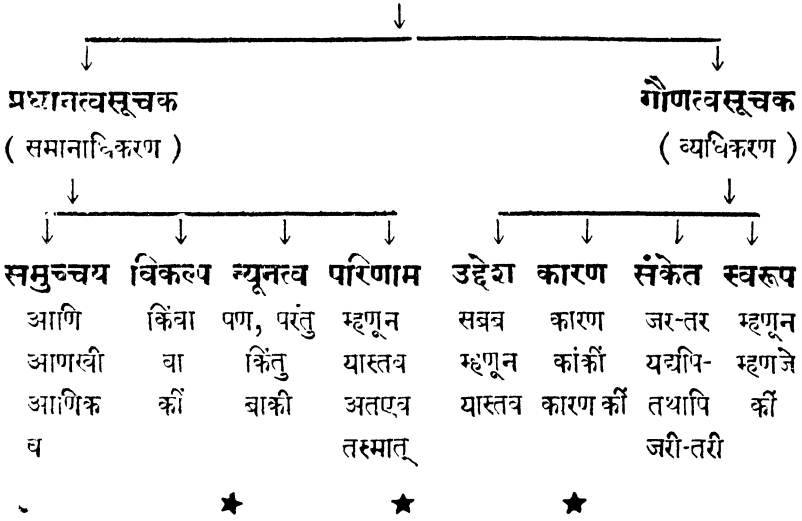 प्रधानत्वसूचक गौणत्वसूचक
( समानाधिकरण ) ( व्यधिकरण )
समुच्चय विकल्प न्यूनत्व परिणाम उद्देश कारण संकेत स्वरूप
आणि किंवा पण, परंतु म्हणून सबब कारण जर-तर म्हणून
आणखी वा किंतु यास्तव म्हणून कांकीं यद्यपि- म्हणजे
आणिक कीं बाकी अतएव यास्तव कारण कीं तथापि कीं
व तस्मात् जरी-तरी